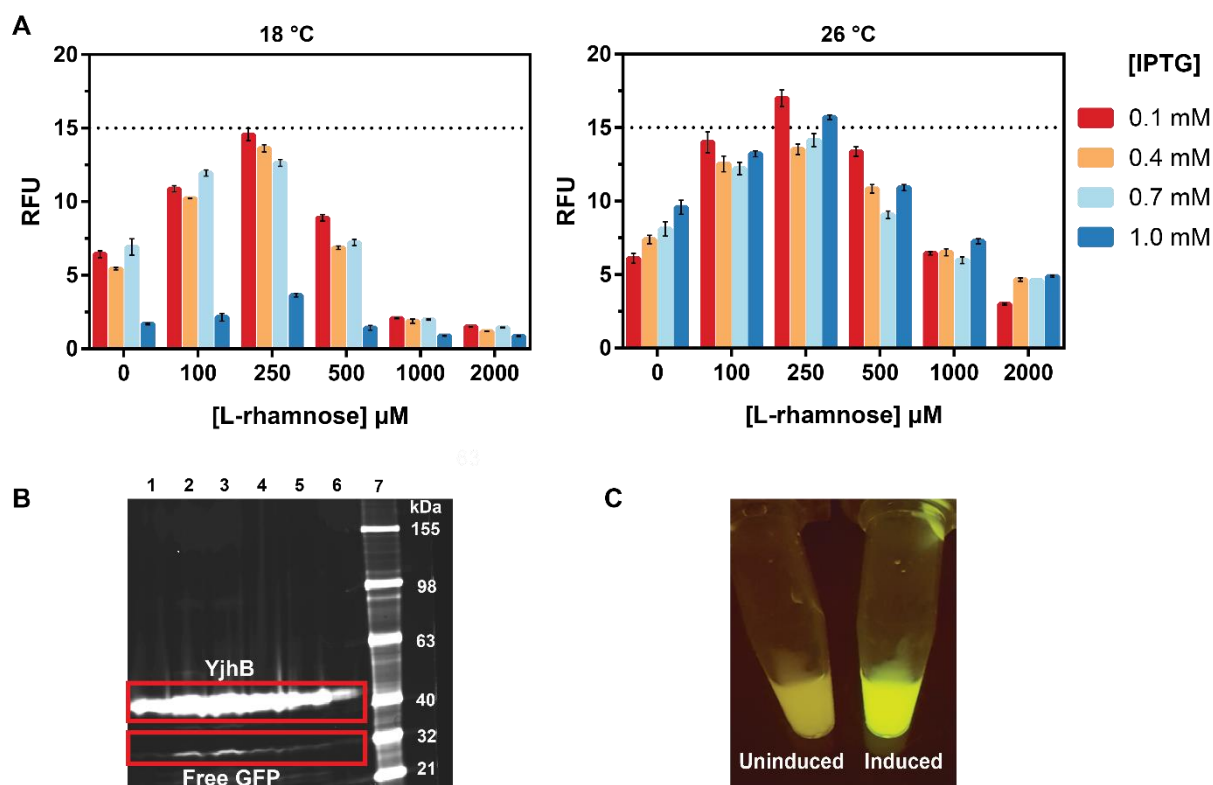 A
18 °C
26 °C
[IPTG]
20
15
10
5
0
RFU
0 100 250 500 1000 2000
[L-rhamnose] µM
20
15
10
5
0
RFU
0 100 250 500 1000 2000
[L-rhamnose] µM
0.1 mM
0.4 mM
0.7 mM
1.0 mM
63
B
1 2 3 4 5 6 7
kDa
155
98
63
YjhB
40
32
Free GFP
21
C
Uninduced
Induced